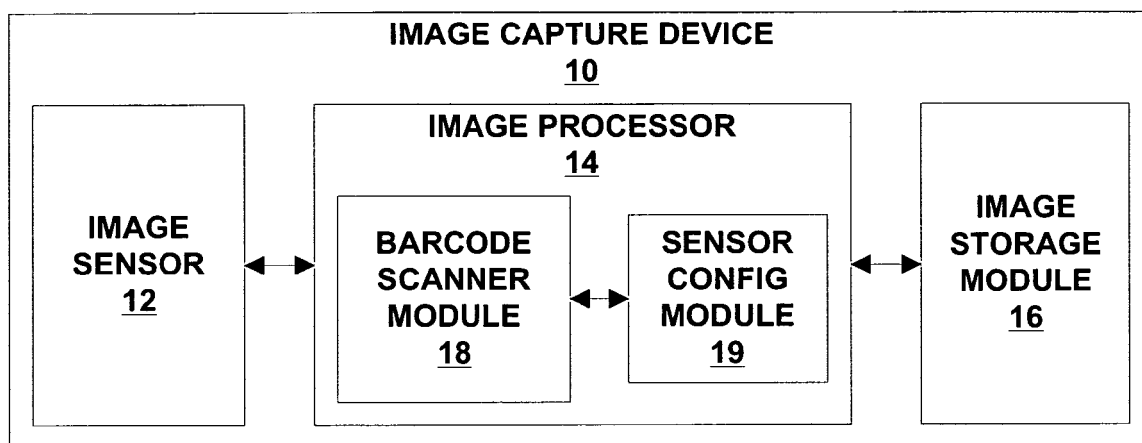 IMAGE CAPTURE DEVICE
10
IMAGE
SENSOR
12
IMAGE PROCESSOR
14
BARCODE
SCANNER
MODULE
18
SENSOR
CONFIG
MODULE
19
IMAGE
STORAGE
MODULE
16